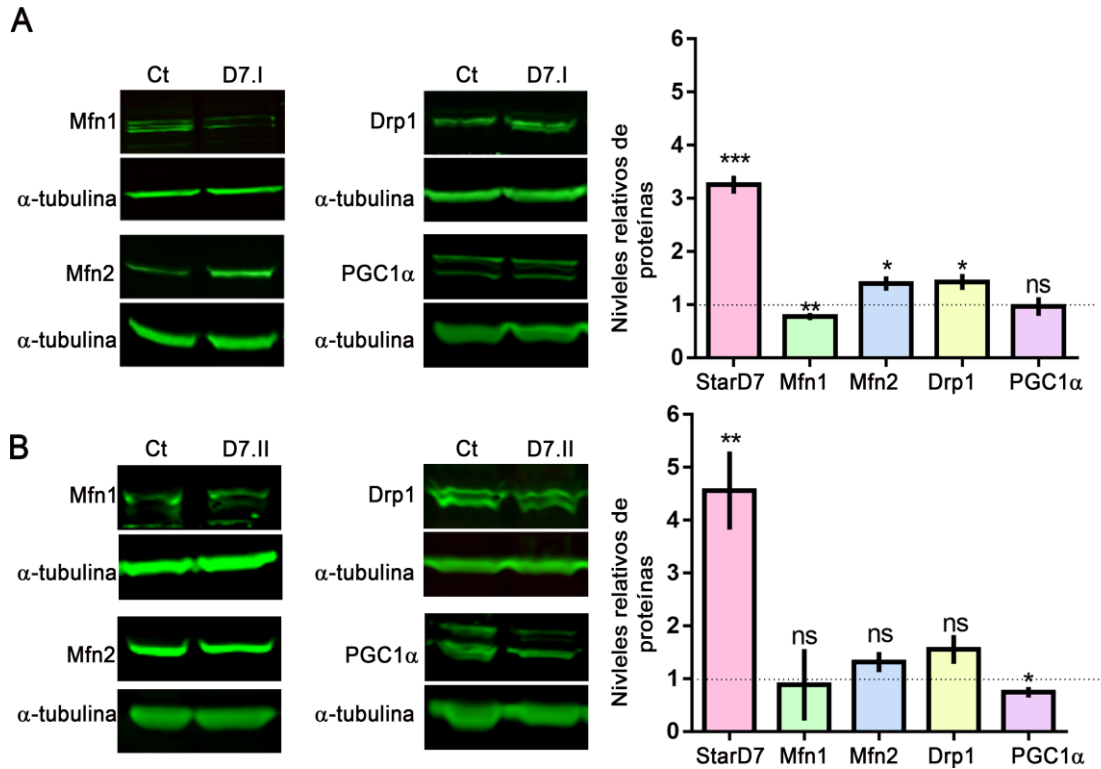 A
Ct D7.I
Mfn1
α-tubulina
Mfn2
α-tubulina
Ct D7.I
Drp1
α-tubulina
PGC1α
α-tubulina
Nivleles relativos de
proteínas
6
5
4
3
2
1
0
***
**
*
*
ns
StarD7 Mfn1 Mfn2 Drp1 PGC1α
B
Ct D7.II
Mfn1
α-tubulina
Mfn2
α-tubulina
Ct D7.II
Drp1
α-tubulina
PGC1α
α-tubulina
Nivleles relativos de
proteínas
6
5
4
3
2
1
0
**
ns
ns
ns
*
StarD7 Mfn1 Mfn2 Drp1 PGC1α